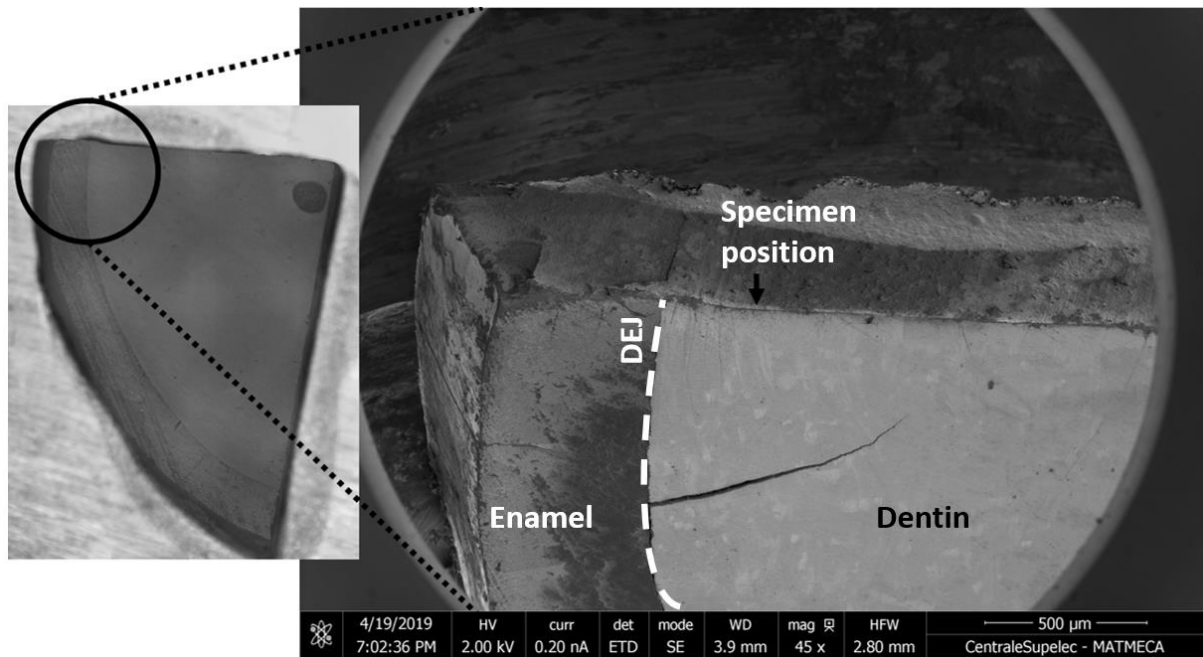 Specimen
position
DEJ
Enamel
Dentin
4/19/2019 HV curr det mode WD mag HFW 500 µm
7:02:36 PM 2.00 kV 0.20 nA ETD SE 3.9 mm 45 x 2.80 mm CentraleSupelec - MATMECA